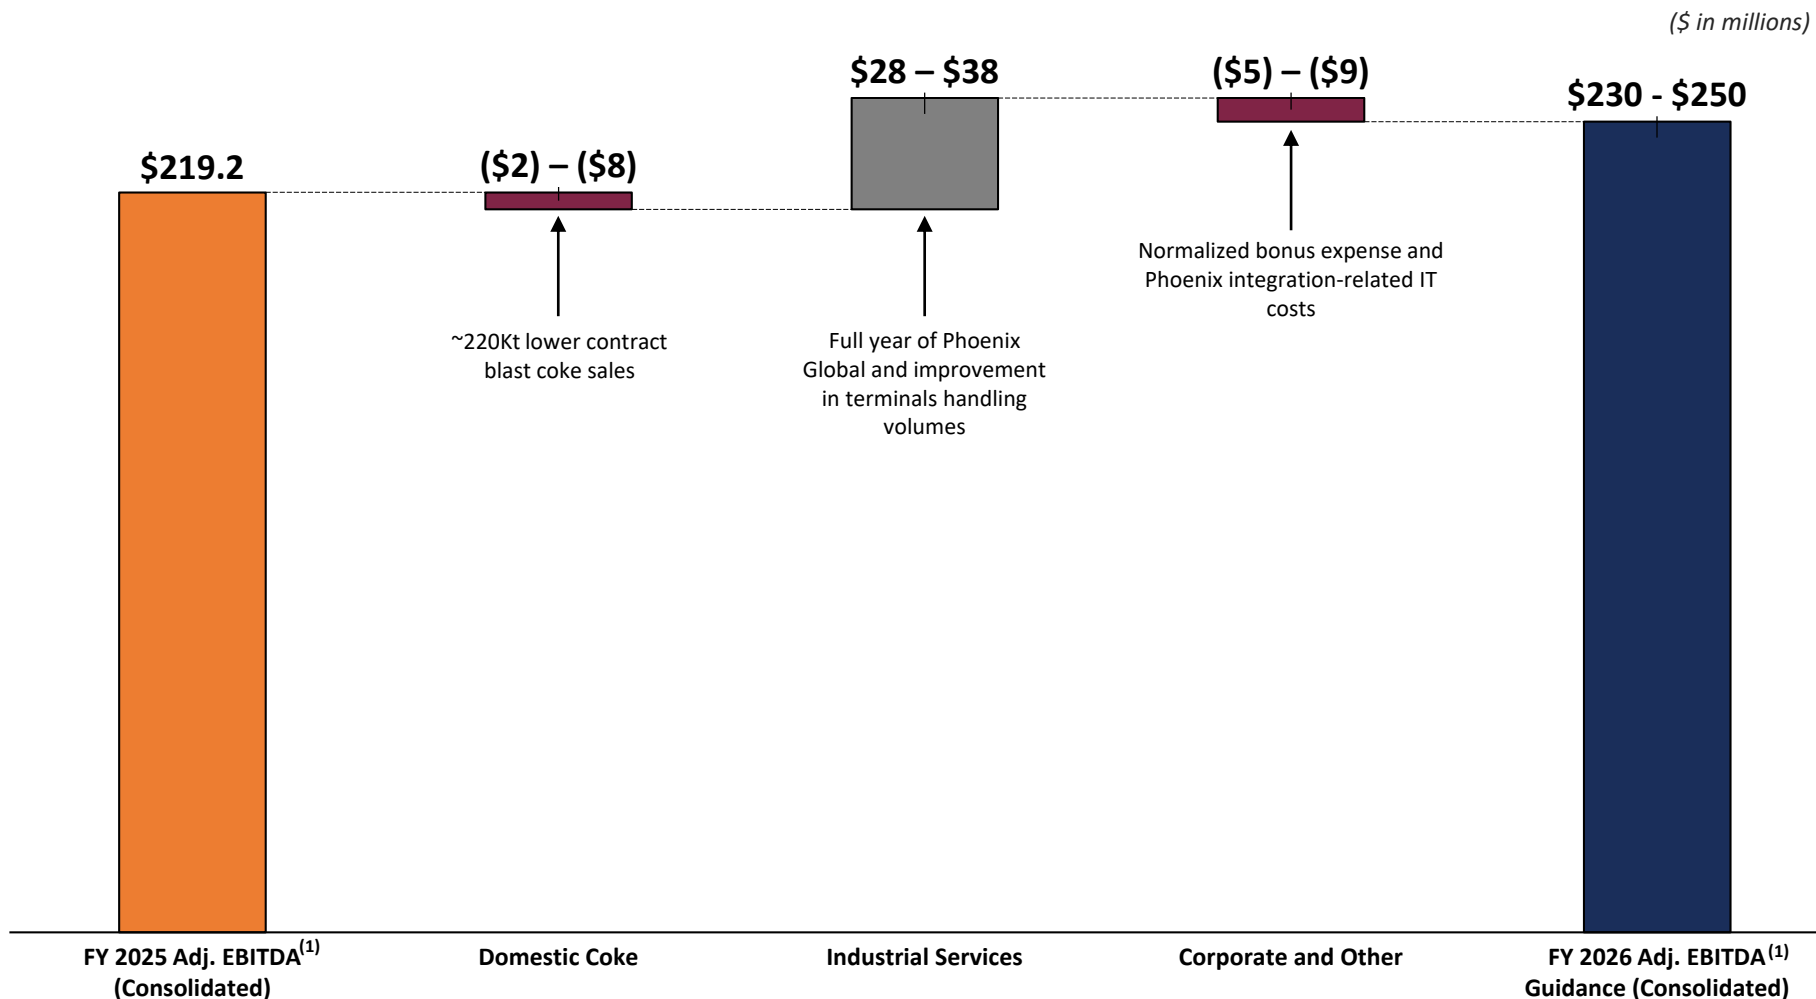 ($ in millions)
$28 – $38
($5) – ($9)
$230 - $250
$219.2
($2) – ($8)
Normalized bonus expense and
Phoenix integration-related IT
costs
~220Kt lower contract
blast coke sales
Full year of Phoenix
Global and improvement
in terminals handling
volumes
FY 2025 Adj. EBITDA(1)
(Consolidated)
Domestic Coke
Industrial Services
Corporate and Other
FY 2026 Adj. EBITDA(1)
Guidance (Consolidated)